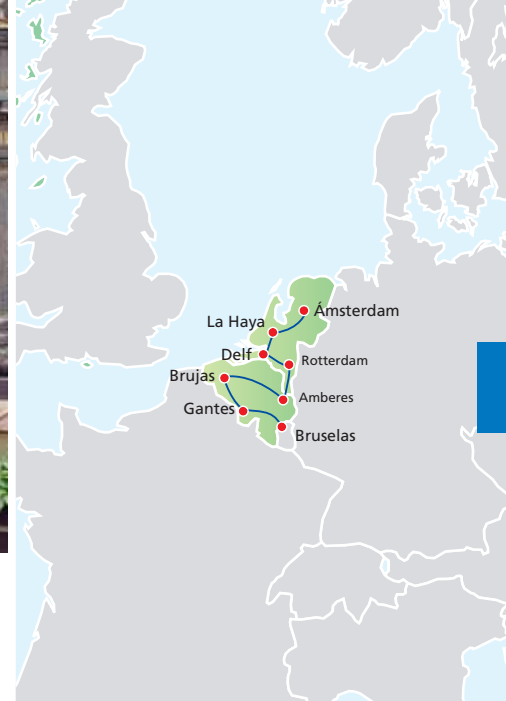 Ámsterdam
La Haya
Delf
Rotterdam
Brujas
Amberes
Gantes
Bruselas